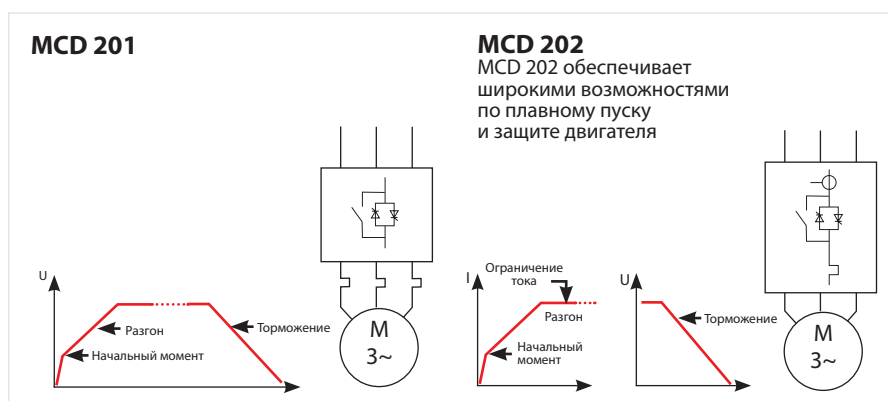 MCD 201
U
Разгон
Начальный момент
Торможение
M
3~
MCD 202
MCD 202 обеспечивает
широкими возможностями
по плавному пуску
и защите двигателя
I
Ограничение
тока
Разгон
Начальный
момент
U
Торможение
M
3~